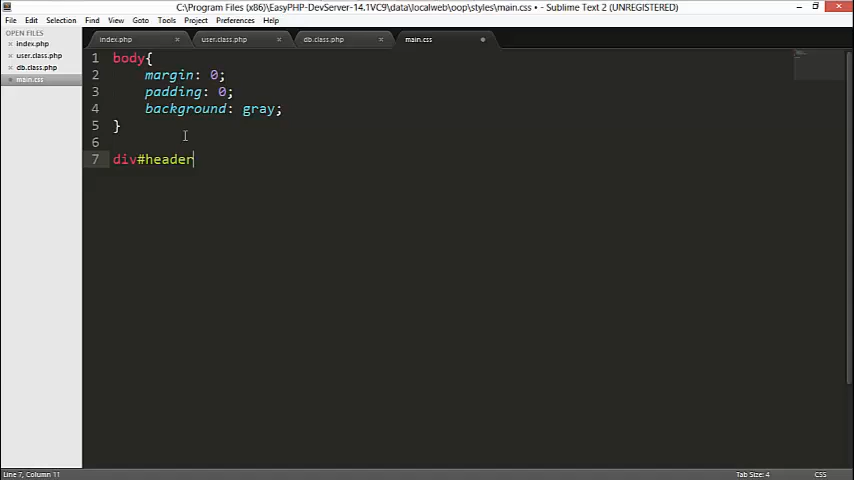 C:\Program Files (x86)\EasyPHP-DevServer-14.1VC9\data\localweb\oop\styles\main.css • - Sublime Text 2 (UNREGISTERED)
File Edit Selection Find View Goto Tools Project Preferences Help
OPEN FILES
index.php
user.class.php
db.class.php
main.css
index.php user.class.php db.class.php main.css
1 body{
2 margin: 0;
3 padding: 0;
4 background: gray;
5 }
6
7 div#header
Line 7, Column 11 Tab Size: 4 CSS